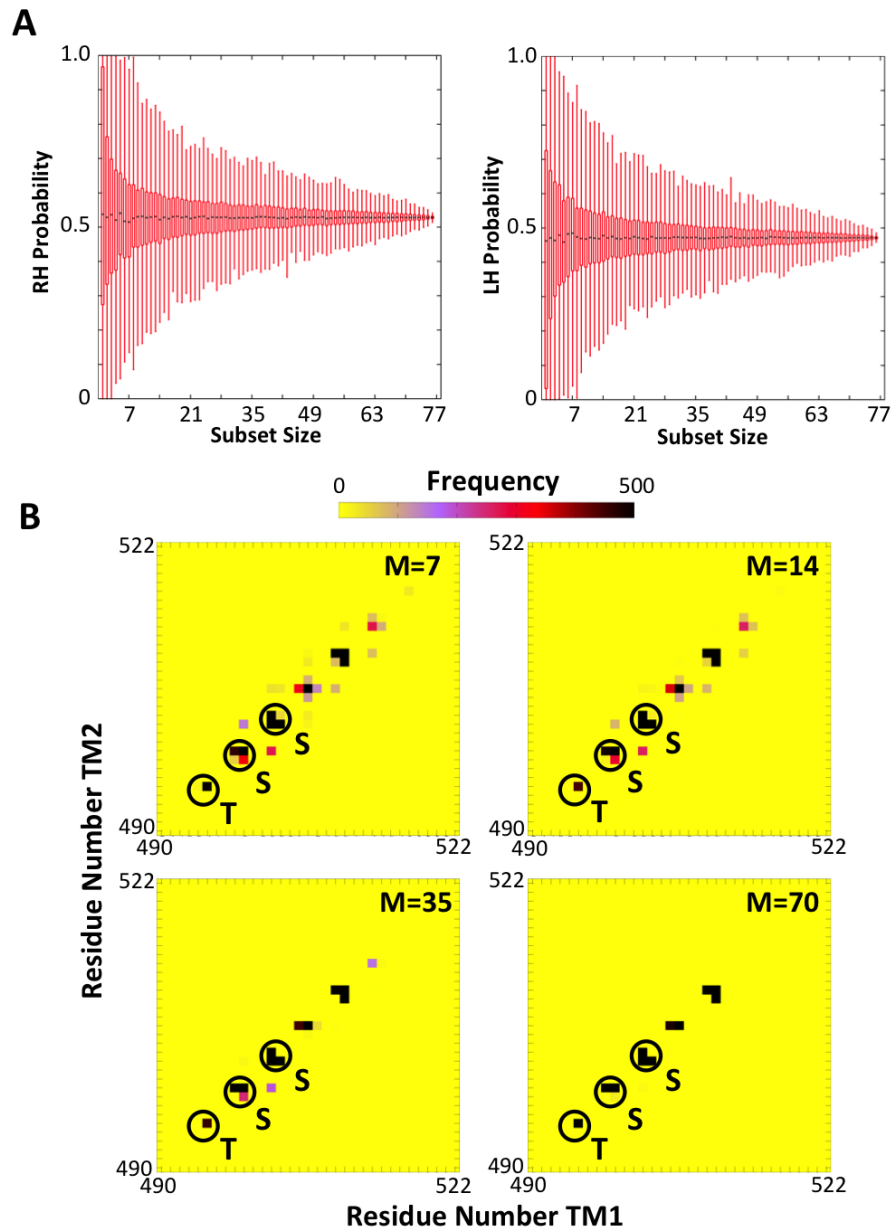 A
1.0
0.5
0
RH Probability
7 21 35 49 63 77
Subset Size
1.0
0.5
0
LH Probability
7 21 35 49 63 77
Subset Size
B
Frequency
0 500
Residue Number TM2
522
490
M=7
S
S
T
490 522
522
490
M=14
S
S
T
490 522
522
490
M=35
S
S
T
490 522
522
490
M=70
S
S
T
490 522
Residue Number TM1